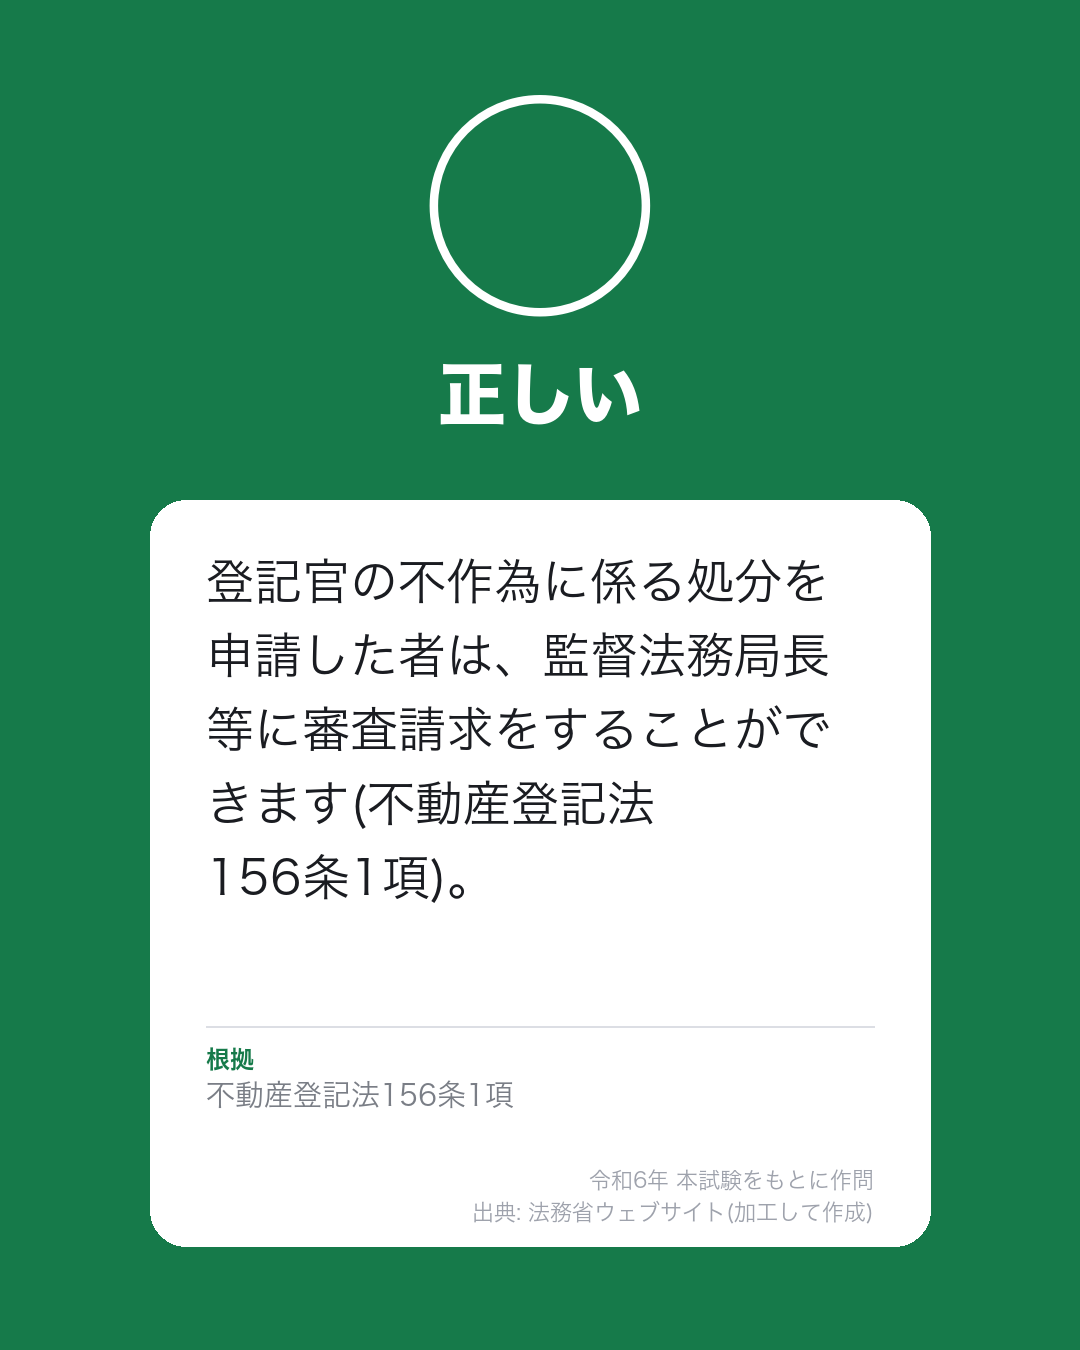 正しい
登記官の不作為に係る処分を
申請した者は、監督法務局長
等に審査請求をすることがで
きます(不動産登記法
156条1項)。
根拠
不動産登記法156条1項
令和6年 本試験をもとに作問
出典: 法務省ウェブサイト(加工して作成)